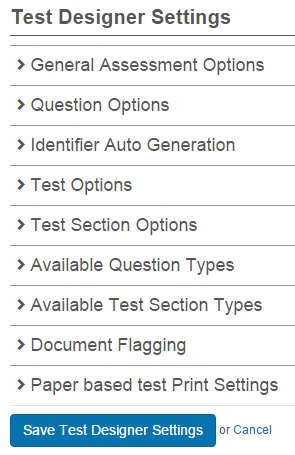 Test Designer Settings
General Assessment Options
Question Options
Identifier Auto Generation
Test Options
Test Section Options
Available Question Types
Available Test Section Types
Document Flagging
Paper based test Print Settings
Save Test Designer Settings or Cancel